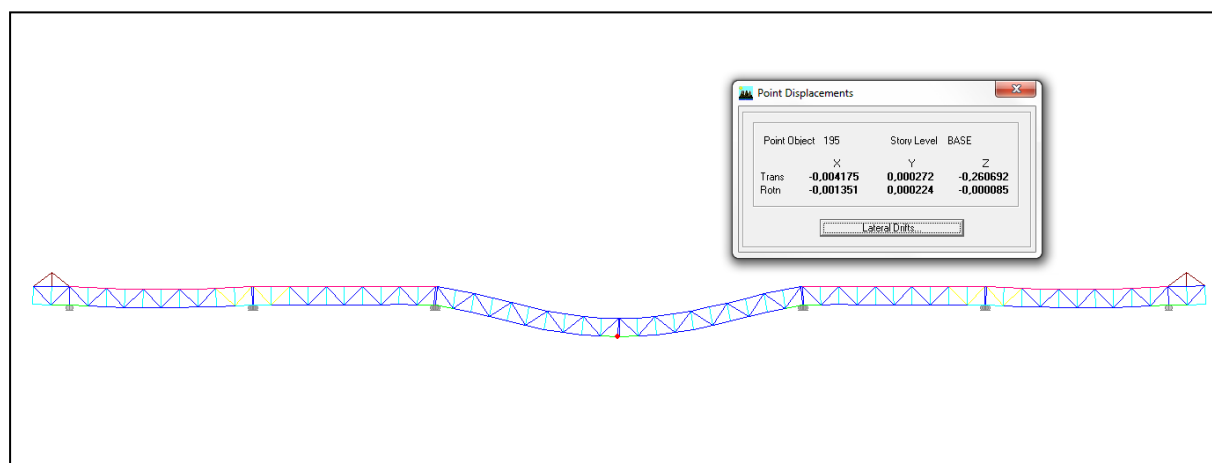 Point Displacements
Point Object 195 Story Level BASE
X Y Z
Trans -0,004175 0,000272 -0,260692
Rotn -0,001351 0,000224 -0,000085
Lateral Drifts...